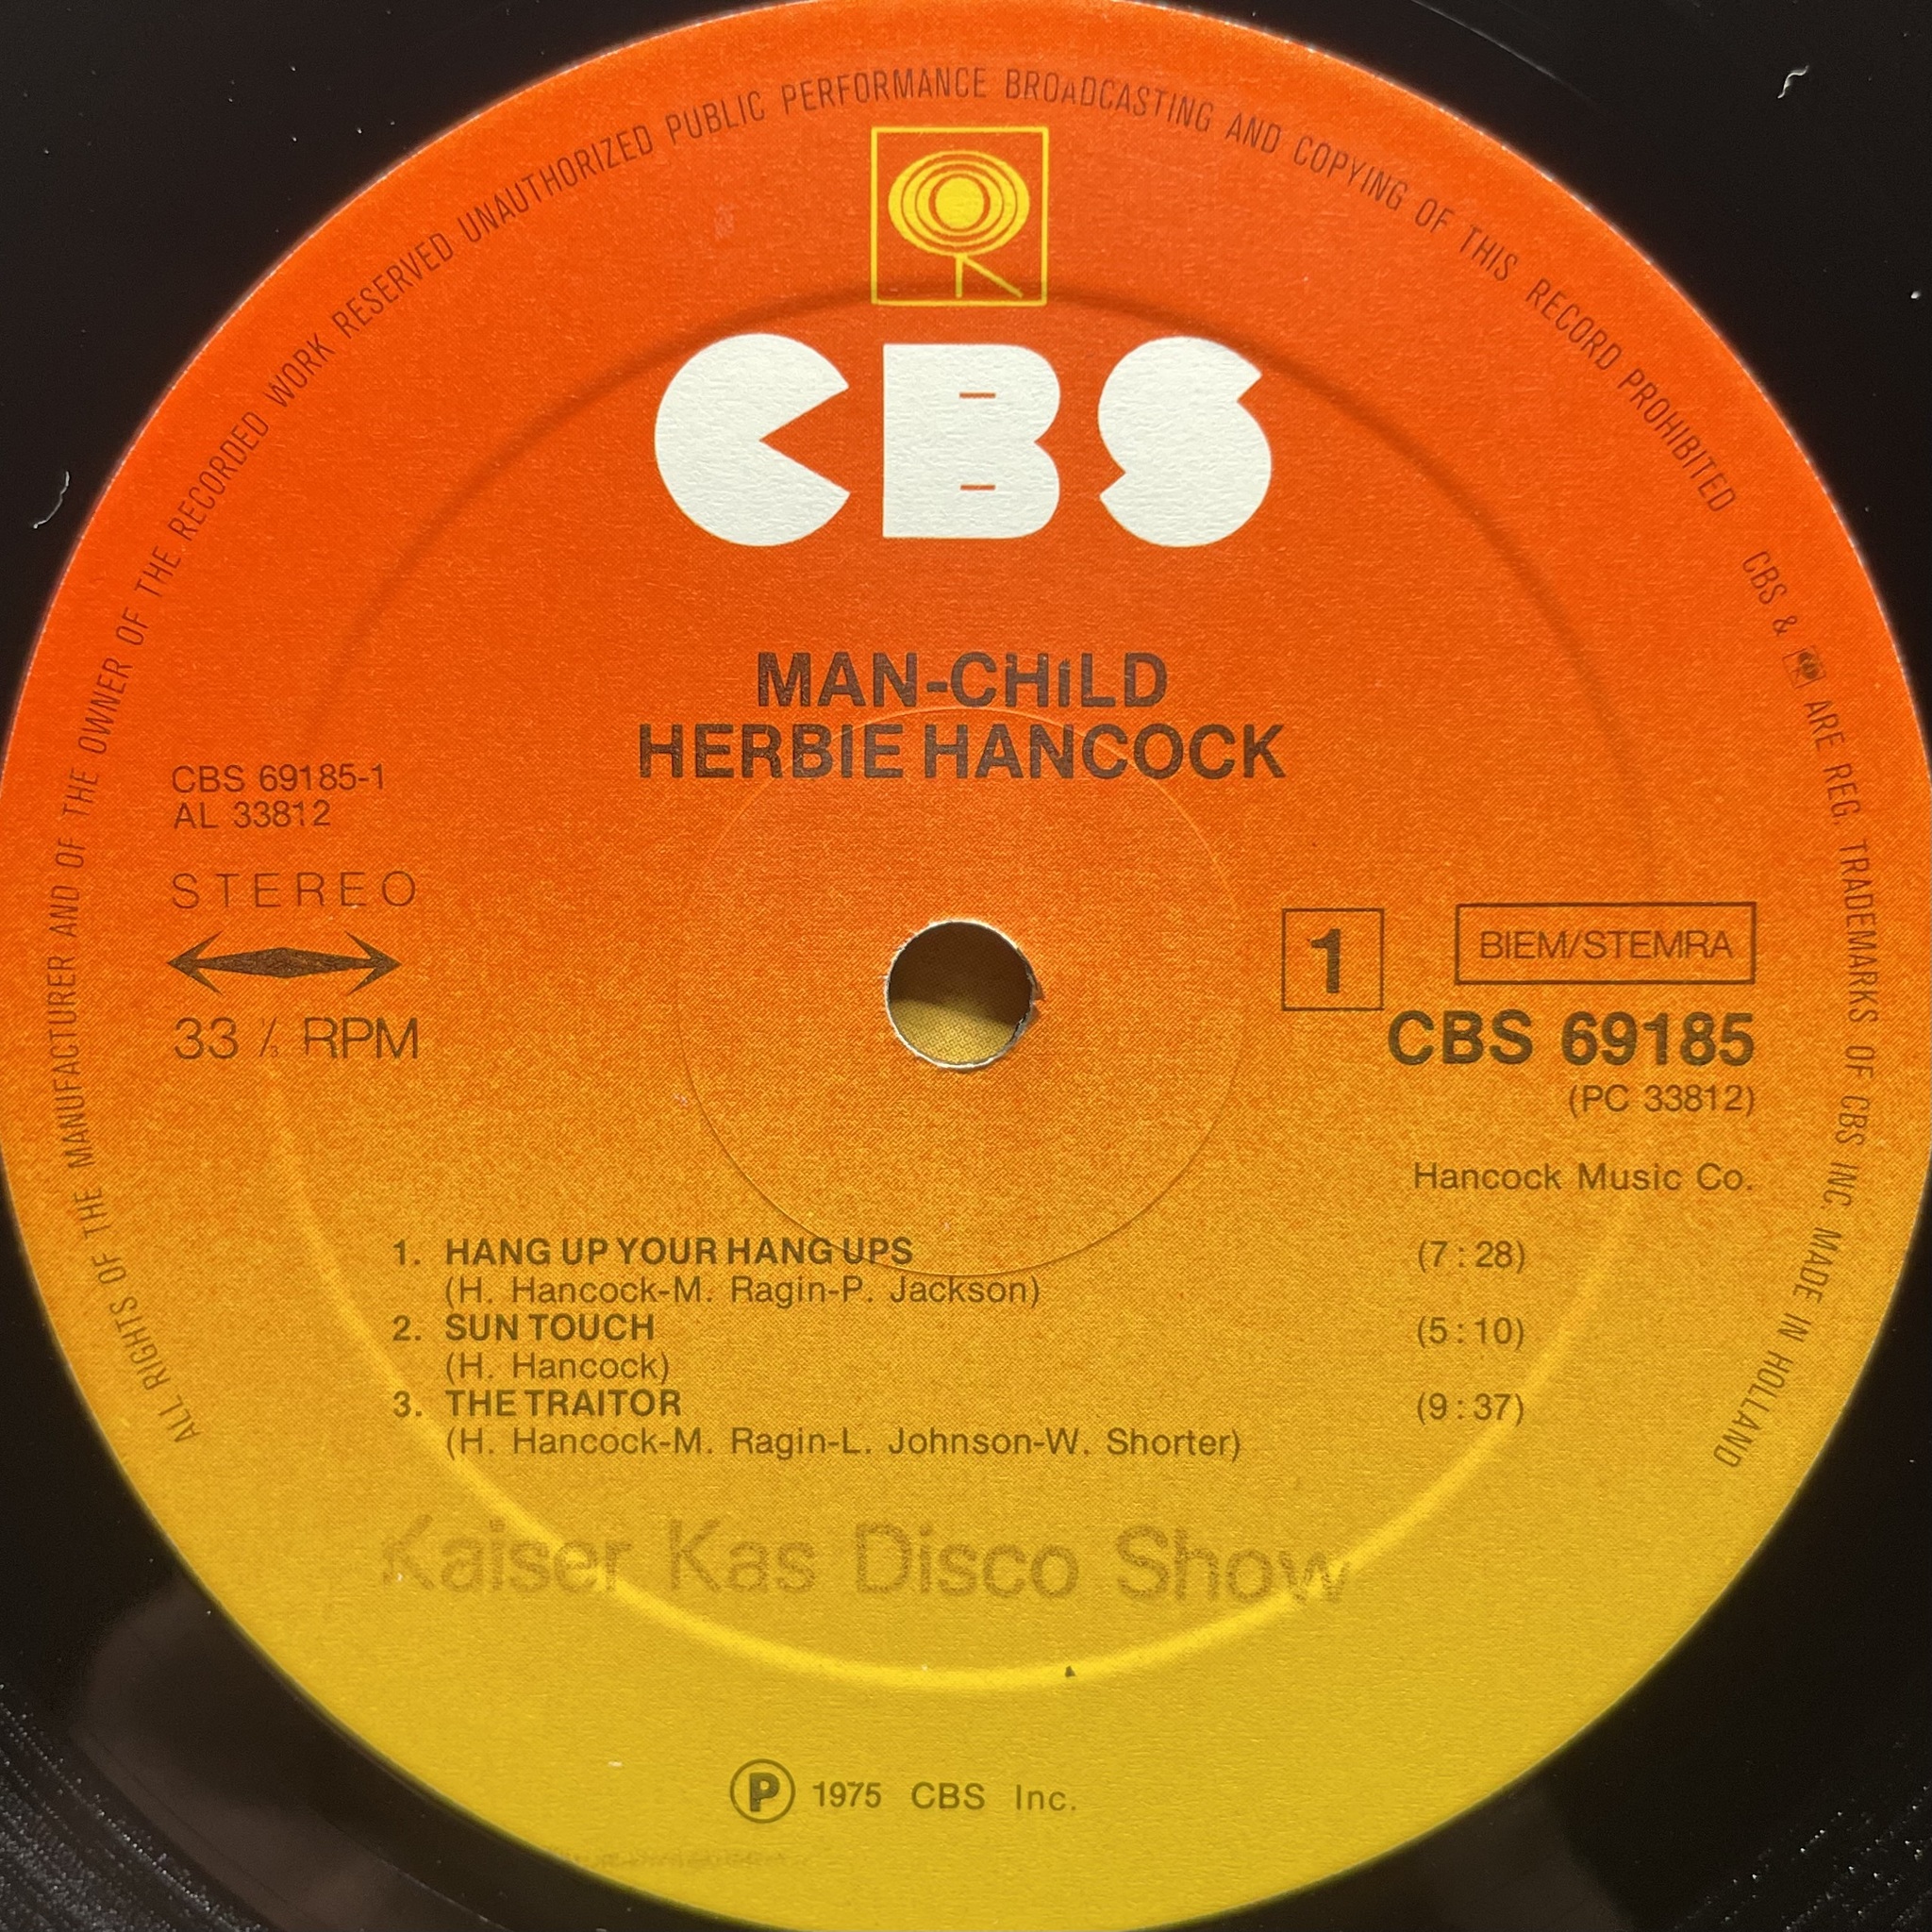 ALL RIGHTS OF THE MANUFACTURER AND OF THE OWNER OF THE RECORDED WORK RESERVED UNAUTHORIZED PUBLIC PERFORMANCE BROADCASTING AND COPYING OF THIS RECORD PROHIBITED
CBS & ARE REG. TRADEMARKS OF CBS INC. MADE IN HOLLAND
CBS
MAN-CHiLD
HERBIE HANCOCK
CBS 69185-1
AL 33812
STEREO
33 ⅓ RPM
1
BIEM/STEMRA
CBS 69185
(PC 33812)
Hancock Music Co.
1. HANG UP YOUR HANG UPS (7:28)
(H. Hancock-M. Ragin-P. Jackson)
2. SUN TOUCH (5:10)
(H. Hancock)
3. THE TRAITOR (9:37)
(H. Hancock-M. Ragin-L. Johnson-W. Shorter)
Kaiser Kas Disco Show
Ⓟ 1975 CBS Inc.